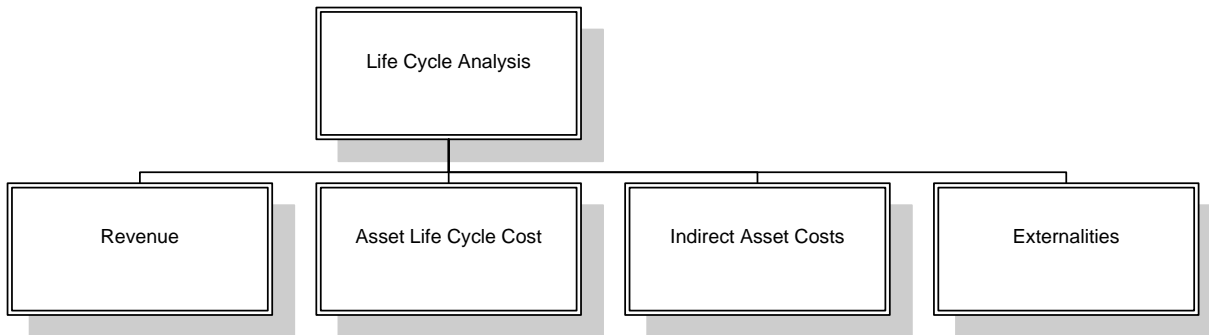 Life Cycle Analysis
Revenue
Asset Life Cycle Cost
Indirect Asset Costs
Externalities